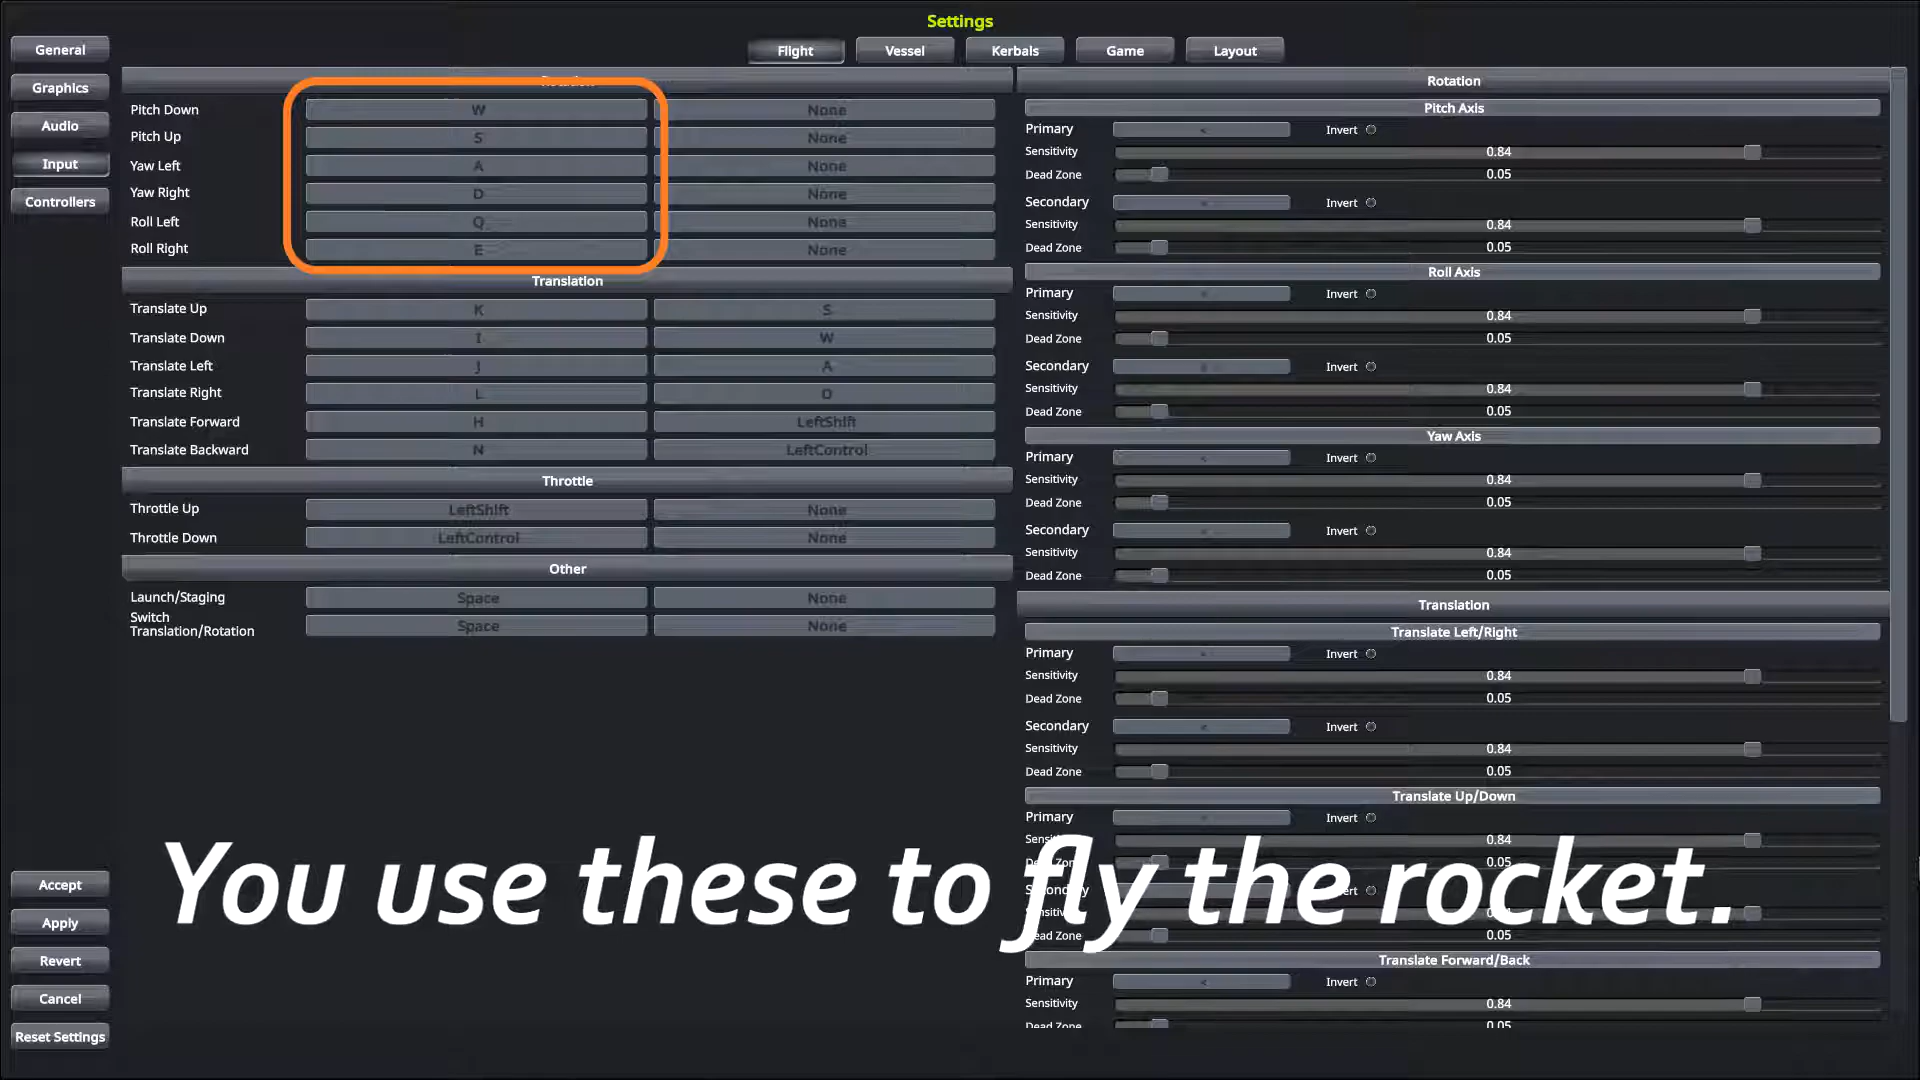 Settings
General
Graphics
Audio
Input
Controllers
Flight Vessel Kerbals Game Layout
Rotation
Pitch Down W None
Pitch Up S None
Yaw Left A None
Yaw Right D None
Roll Left Q None
Roll Right E None
Translation
Translate Up K S
Translate Down I W
Translate Left J A
Translate Right L D
Translate Forward H LeftShift
Translate Backward N LeftControl
Throttle
Throttle Up LeftShift None
Throttle Down LeftControl None
Other
Launch/Staging Space None
Switch
Translation/Rotation Space None
Rotation
Pitch Axis
Primary Invert
Sensitivity 0.84
Dead Zone 0.05
Secondary Invert
Sensitivity 0.84
Dead Zone 0.05
Roll Axis
Primary Invert
Sensitivity 0.84
Dead Zone 0.05
Secondary Invert
Sensitivity 0.84
Dead Zone 0.05
Yaw Axis
Primary Invert
Sensitivity 0.84
Dead Zone 0.05
Secondary Invert
Sensitivity 0.84
Dead Zone 0.05
Translation
Translate Left/Right
Primary Invert
Sensitivity 0.84
Dead Zone 0.05
Secondary Invert
Sensitivity 0.84
Dead Zone 0.05
Translate Up/Down
Primary Invert
0.84
0.05
Dead Zone 0.05
Translate Forward/Back
Primary Invert
Sensitivity 0.84
Dead Zone 0.05
You use these to fly the rocket.
Accept
Apply
Revert
Cancel
Reset Settings